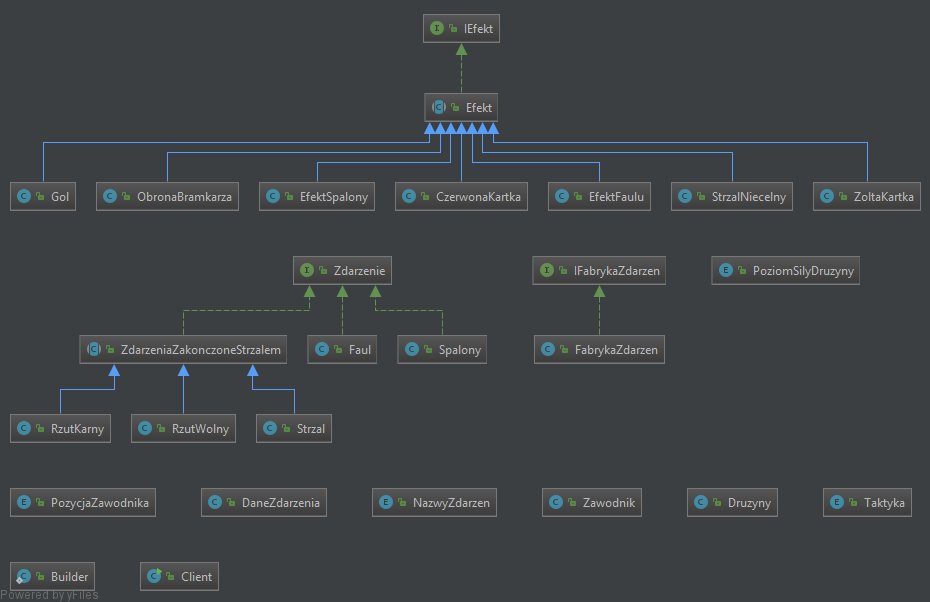 IEfekt
Efekt
Gol ObronaBramkarza EfektSpalony CzerwonaKartka EfektFaulu StrzalNiecelny ZoltaKartka
Zdarzenie IFabrykaZdarzen PoziomSilyDruzyny
ZdarzeniaZakonczoneStrzalem Faul Spalony FabrykaZdarzen
RzutKarny RzutWolny Strzal
PozycjaZawodnika DaneZdarzenia NazwyZdarzen Zawodnik Druzyny Taktyka
Builder Client
Powered by yFiles